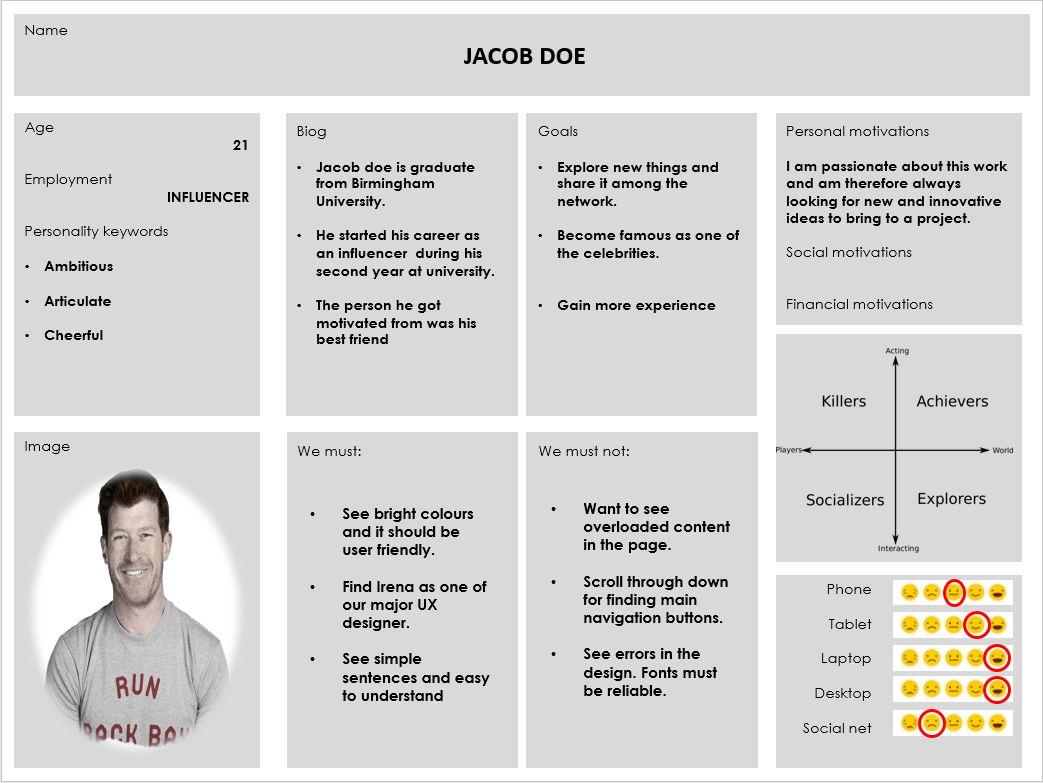 Name
JACOB DOE
Age
21
Employment
INFLUENCER
Personality keywords
• Ambitious
• Articulate
• Cheerful
Biog
• Jacob doe is graduate
from Birmingham
University.
• He started his career as
an influencer during his
second year at university.
• The person he got
motivated from was his
best friend
Goals
• Explore new things and
share it among the
network.
• Become famous as one of
the celebrities.
• Gain more experience
Personal motivations
I am passionate about this work
and am therefore always
looking for new and innovative
ideas to bring to a project.
Social motivations
Financial motivations
Image
RUN
BACK BAY
We must:
• See bright colours
and it should be
user friendly.
• Find Irena as one of
our major UX
designer.
• See simple
sentences and easy
to understand
We must not:
• Want to see
overloaded content
in the page.
• Scroll through down
for finding main
navigation buttons.
• See errors in the
design. Fonts must
be reliable.
Acting
Killers
Achievers
Players
World
Socializers
Explorers
Interacting
Phone
Tablet
Laptop
Desktop
Social net